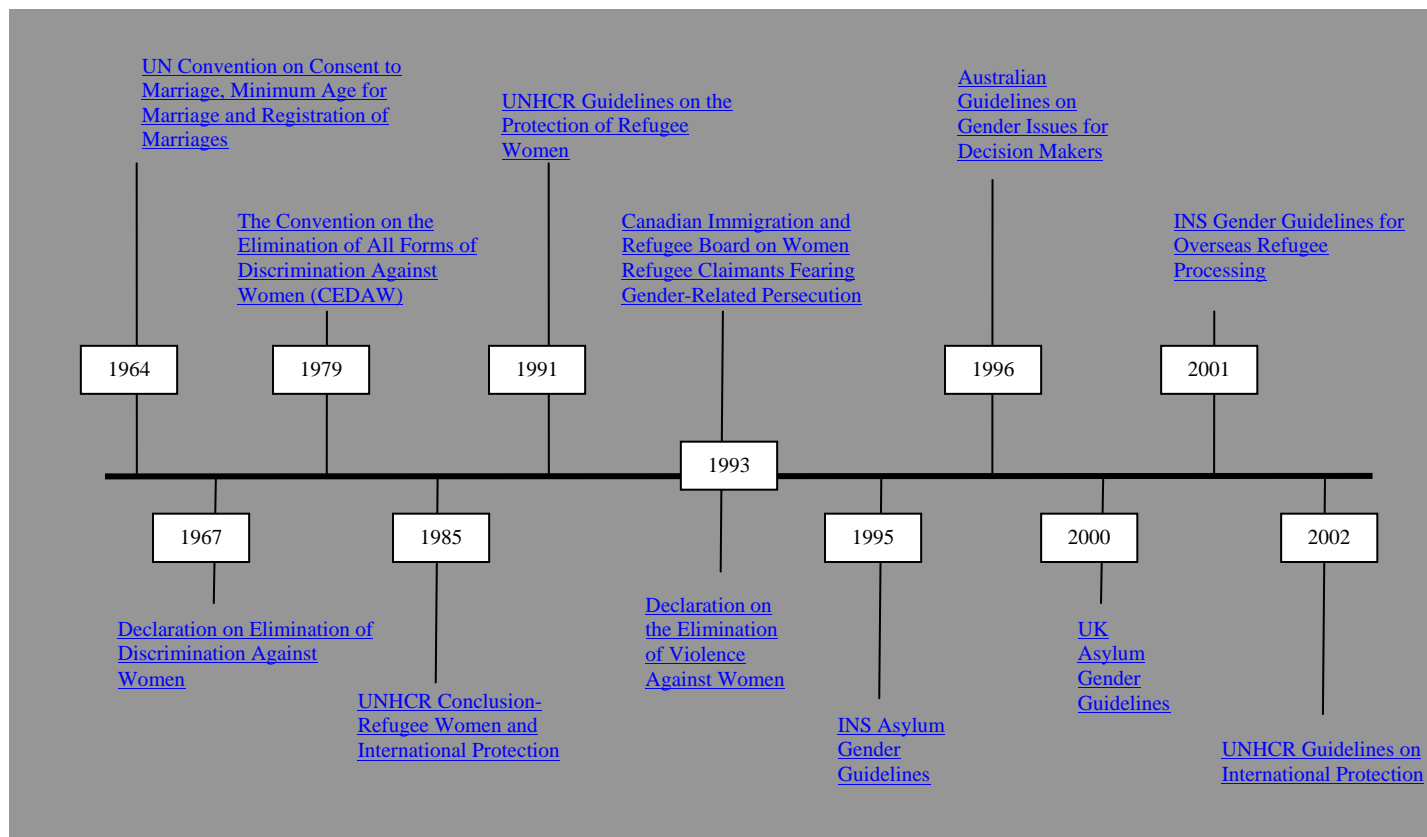 UN Convention on Consent to
Marriage, Minimum Age for
Marriage and Registration of
Marriages
UNHCR Guidelines on the
Protection of Refugee
Women
Australian
Guidelines on
Gender Issues for
Decision Makers
The Convention on the
Elimination of All Forms of
Discrimination Against
Women (CEDAW)
Canadian Immigration and
Refugee Board on Women
Refugee Claimants Fearing
Gender-Related Persecution
INS Gender Guidelines for
Overseas Refugee
Processing
1964
1979
1991
1996
2001
1993
1967
1985
1995
2000
2002
Declaration on Elimination of
Discrimination Against
Women
UNHCR Conclusion-
Refugee Women and
International Protection
Declaration on
the Elimination
of Violence
Against Women
INS Asylum
Gender
Guidelines
UK
Asylum
Gender
Guidelines
UNHCR Guidelines on
International Protection